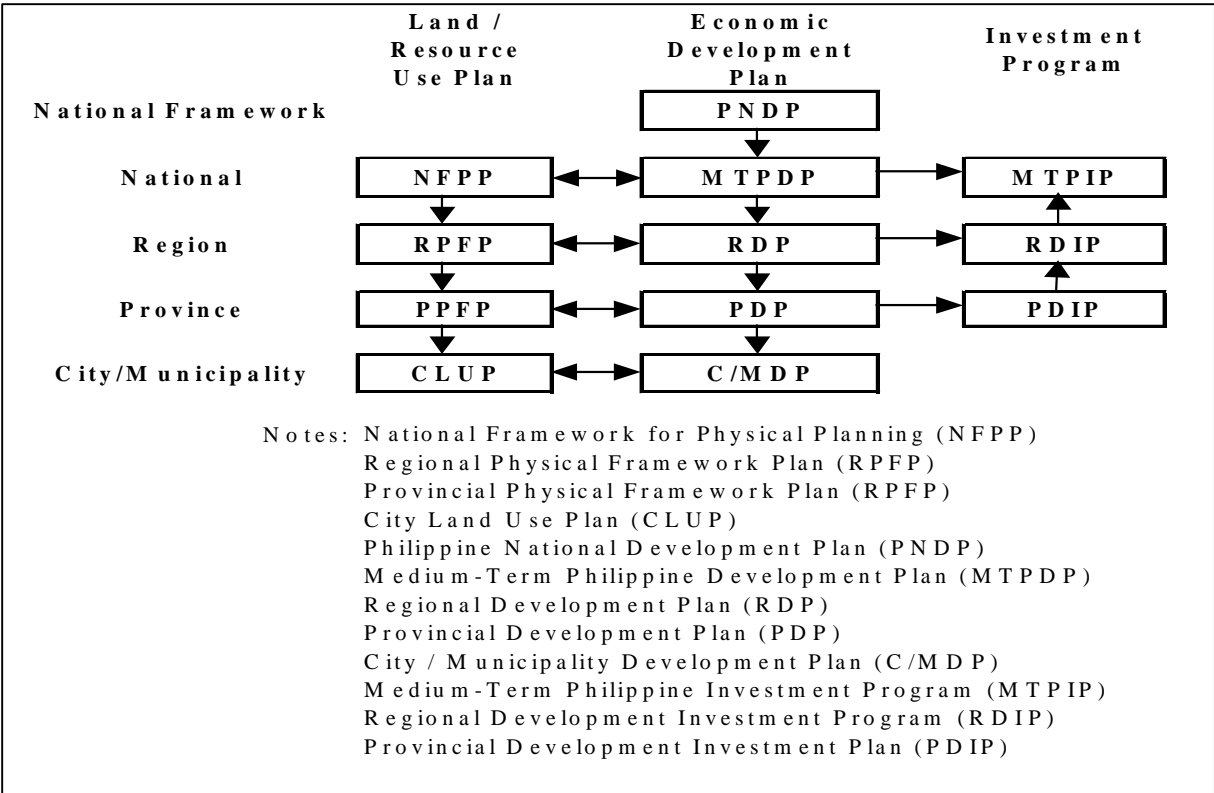 Land / Resource Use Plan
Economic Development Plan
Investment Program
National Framework
PNDP
National
NFPP
MTPDP
MTPIP
Region
RPFP
RDP
RDIP
Province
PPFP
PDP
PDIP
City/Municipality
CLUP
C/MDP
Notes: National Framework for Physical Planning (NFPP)
Regional Physical Framework Plan (RPFP)
Provincial Physical Framework Plan (RPFP)
City Land Use Plan (CLUP)
Philippine National Development Plan (PNDP)
Medium-Term Philippine Development Plan (MTPDP)
Regional Development Plan (RDP)
Provincial Development Plan (PDP)
City / Municipality Development Plan (C/MDP)
Medium-Term Philippine Investment Program (MTPIP)
Regional Development Investment Program (RDIP)
Provincial Development Investment Plan (PDIP)